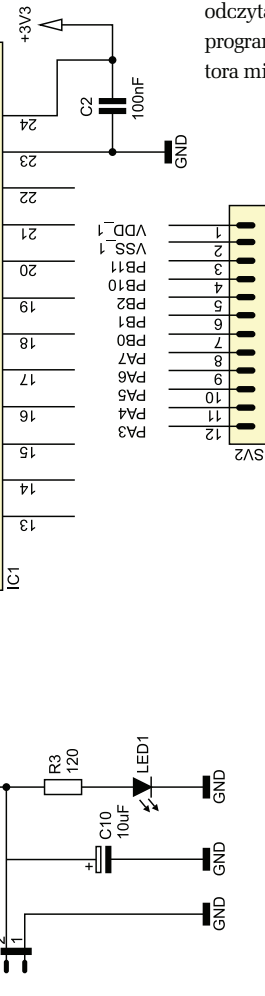 odczyta
program
tora mi
+3V3
C2
100nF
GND
24
23
22
21
20
19
18
17
16
15
14
13
IC1
VDD_1
VSS_1
PB11
PB10
PB2
PB1
PB0
PA7
PA6
PA5
PA4
PA3
1
2
3
4
5
6
7
8
9
10
11
12
SV2
R3
120
LED1
C10
10uF
+
GND
GND
GND
2
1